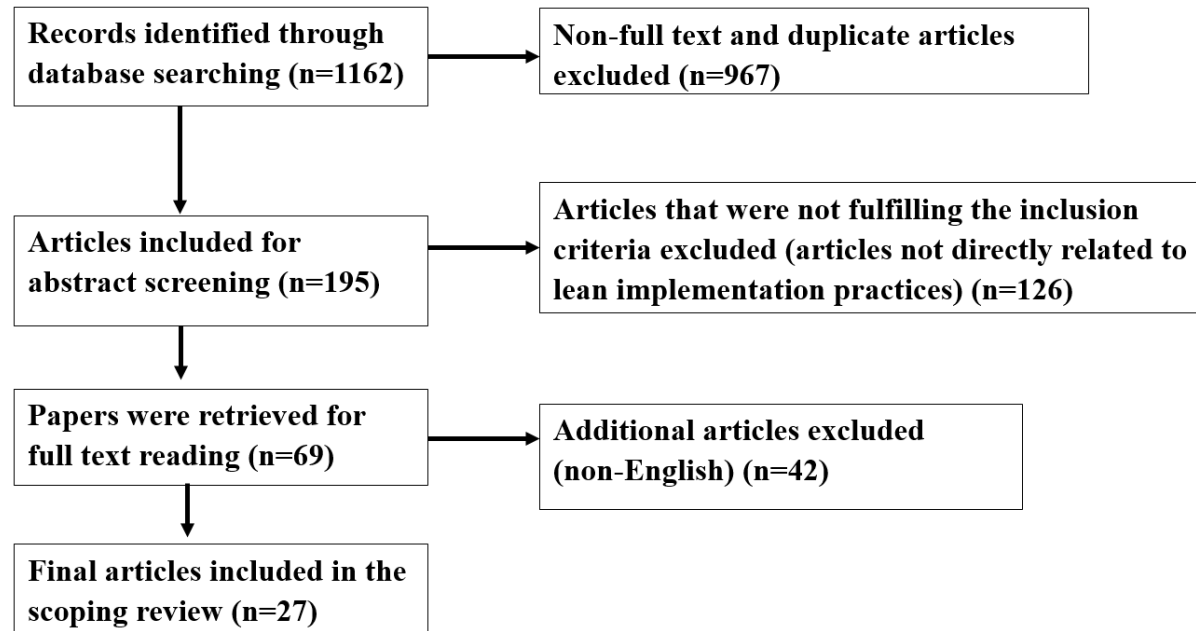 Records identified through
database searching (n=1162)
Non-full text and duplicate articles
excluded (n=967)
Articles included for
abstract screening (n=195)
Articles that were not fulfilling the inclusion
criteria excluded (articles not directly related to
lean implementation practices) (n=126)
Papers were retrieved for
full text reading (n=69)
Additional articles excluded
(non-English) (n=42)
Final articles included in the
scoping review (n=27)